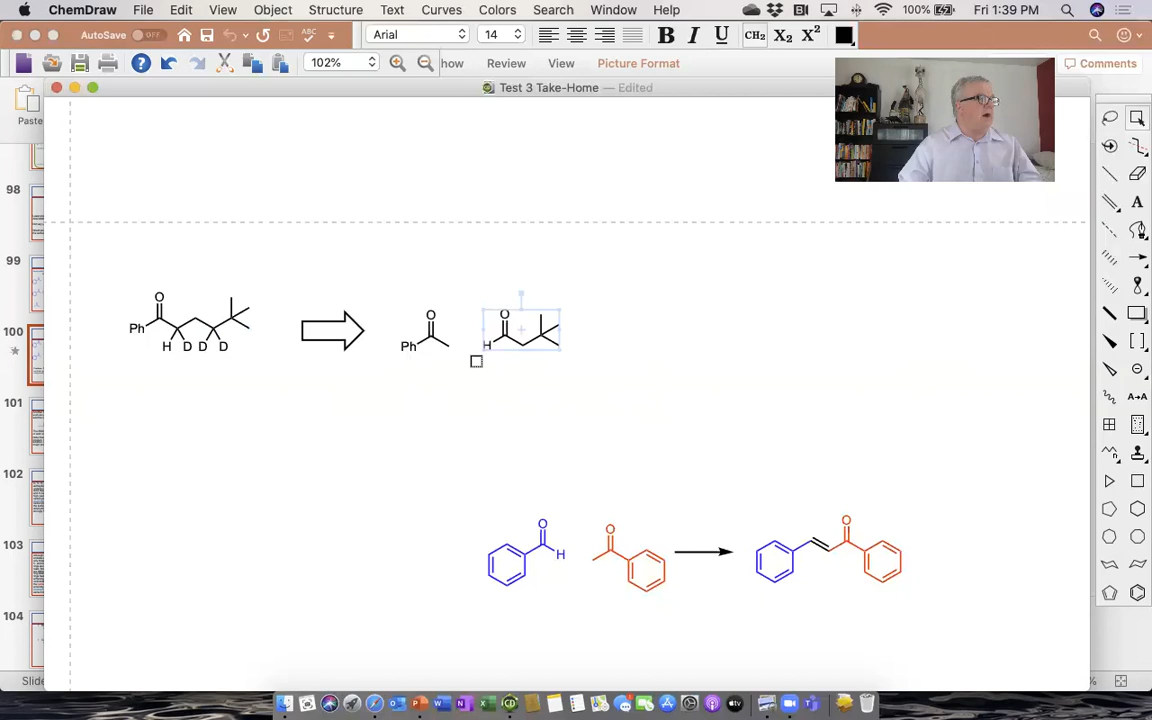 ChemDraw File Edit View Object Structure Text Curves Colors Search Window Help 100% Fri 1:39 PM
AutoSave OFF ABC Arial 14 B I U CH2 X2 X2
102% how Review View Picture Format Comments
Test 3 Take-Home — Edited
Paste
98
99
100
101
102
103
104
O
Ph
H D D D
O
Ph
O
H
O
H
O
O
A
A→A
Slide
%